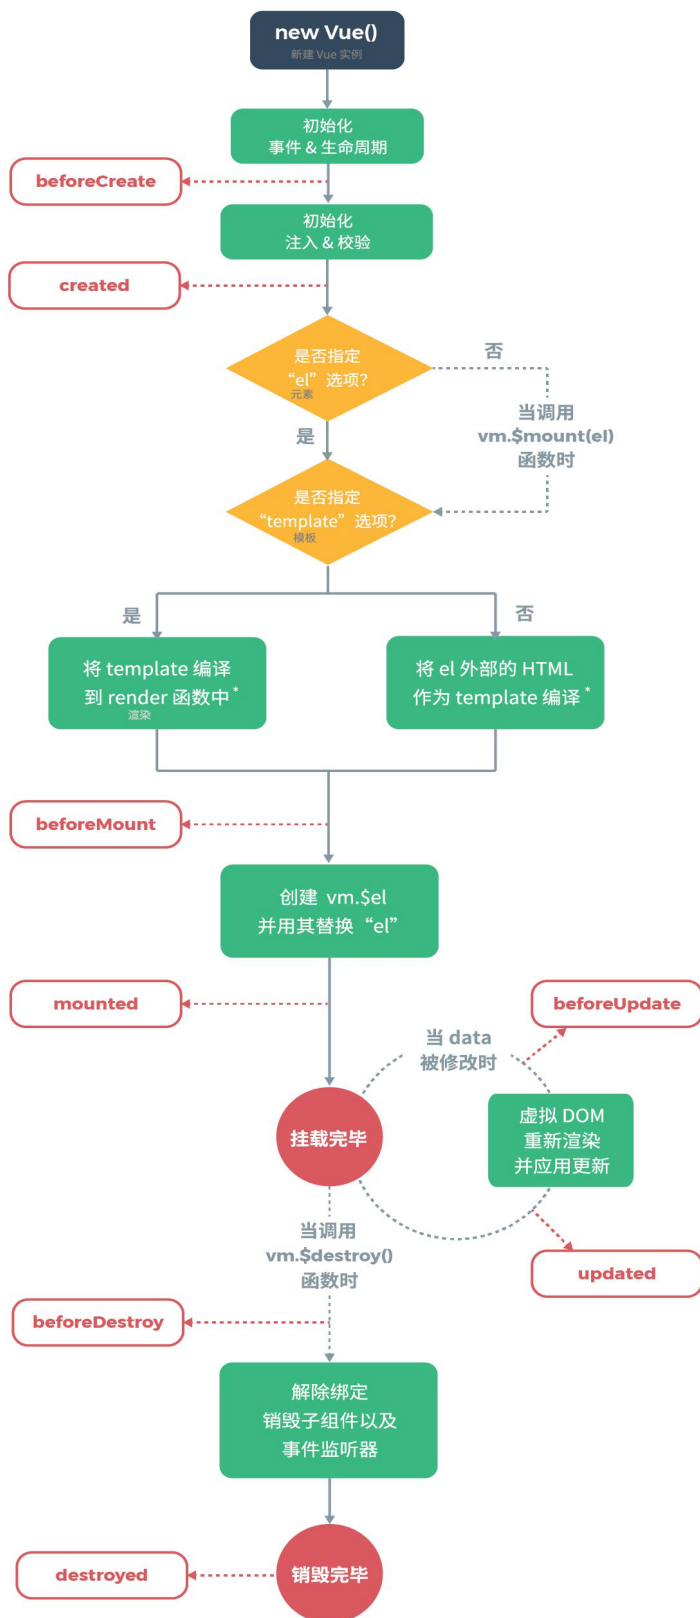 new Vue()
新建 Vue 实例
初始化
事件 & 生命周期
beforeCreate
初始化
注入 & 校验
created
是否指定
“el” 选项?
元素
否
当调用
vm.$mount(el)
函数时
是
是否指定
“template” 选项?
模板
是
否
将 template 编译
到 render 函数中*
渲染
将 el 外部的 HTML
作为 template 编译*
beforeMount
创建 vm.$el
并用其替换 “el”
mounted
beforeUpdate
当 data
被修改时
挂载完毕
虚拟 DOM
重新渲染
并应用更新
当调用
vm.$destroy()
函数时
updated
beforeDestroy
解除绑定
销毁子组件以及
事件监听器
destroyed
销毁完毕